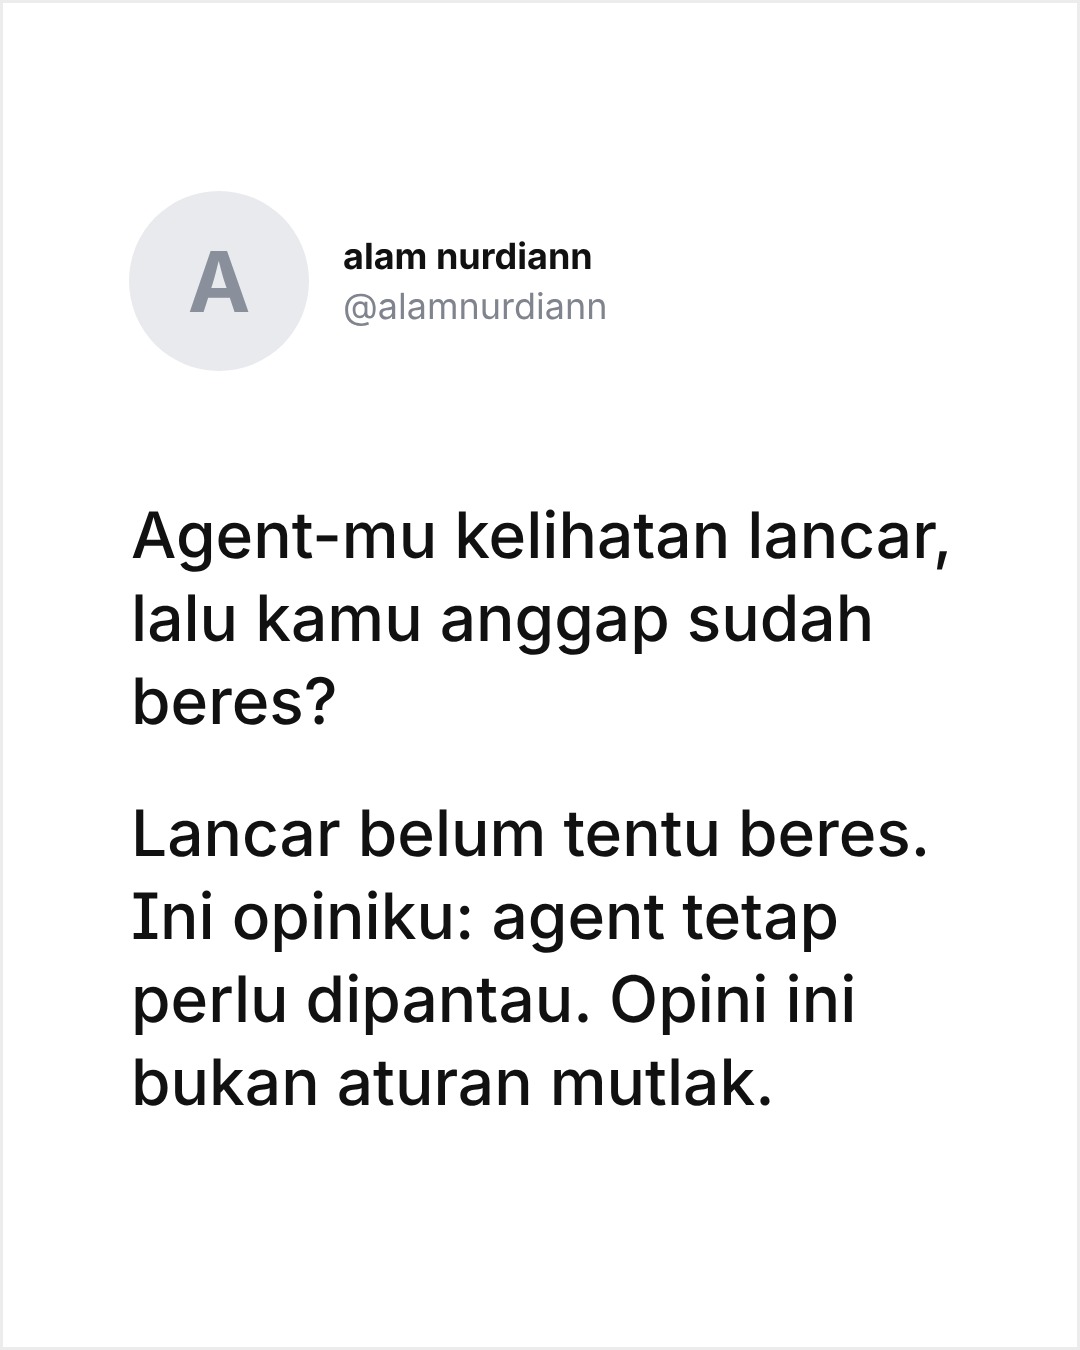 A
alam nurdiann
@alamnurdiann
Agent-mu kelihatan lancar,
lalu kamu anggap sudah
beres?
Lancar belum tentu beres.
Ini opiniku: agent tetap
perlu dipantau. Opini ini
bukan aturan mutlak.